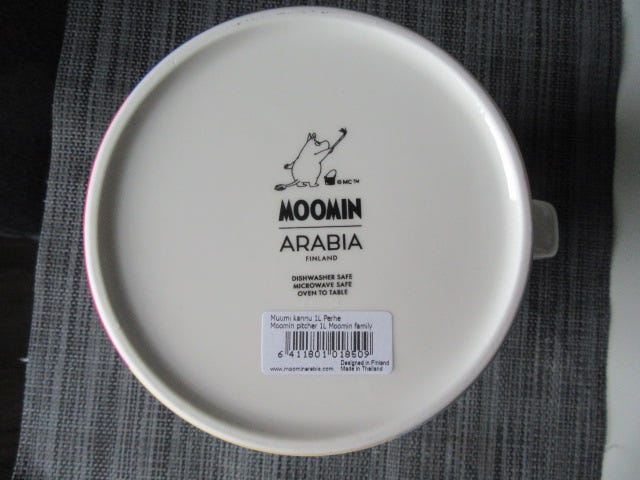 © MC™
MOOMIN
ARABIA
FINLAND
DISHWASHER SAFE
MICROWAVE SAFE
OVEN TO TABLE
Muumi kannu 1L Perhe
Moomin pitcher 1L Moomin family
6 411801 018509
Designed in Finland
www.moominarabia.com Made in Thailand